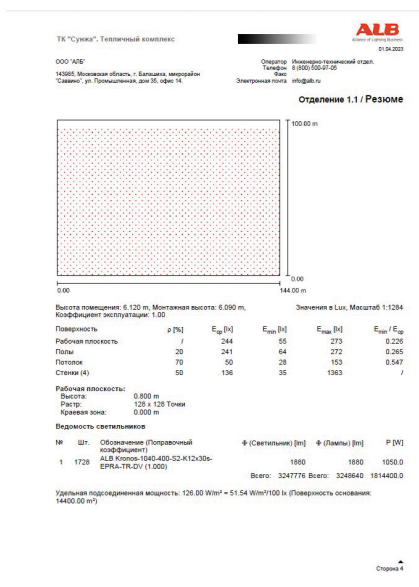 ТК "Сунжа". Тепличный комплекс
ALB
Alliance of Lighting Business
01.04.2023
ООО "АЛБ"
143985, Московская область, г. Балашиха, микрорайон "Саввино", ул. Промышленная, дом 35, офис 14.
Оператор Инженерно-технический отдел.
Телефон 8 (800) 500-97-05
Факс
Электронная почта info@alb.ru
Отделение 1.1 / Резюме
100.00 m
0.00
0.00 144.00 m
Высота помещения: 6.120 m, Монтажная высота: 6.090 m, Значения в Lux, Масштаб 1:1284
Коэффициент эксплуатации: 1.00
Поверхность ρ [%] Eср [lx] Emin [lx] Emax [lx] Emin / Eср
Рабочая плоскость / 244 55 273 0.226
Полы 20 241 64 272 0.265
Потолок 70 50 28 153 0.547
Стенки (4) 50 136 35 1363 /
Рабочая плоскость:
Высота: 0.800 m
Растр: 128 x 128 Точки
Краевая зона: 0.000 m
Ведомость светильников
№ Шт. Обозначение (Поправочный коэффициент) Φ (Светильник) [lm] Φ (Лампы) [lm] P [W]
1 1728 ALB Kronos-1040-400-S2-K12x30s-EPRA-TR-DV (1.000) 1880 1880 1050.0
Всего: 3247776 Всего: 3248640 1814400.0
Удельная подсоединенная мощность: 126.00 W/m² = 51.54 W/m²/100 lx (Поверхность основания:
14400.00 m²)
Сторона 4